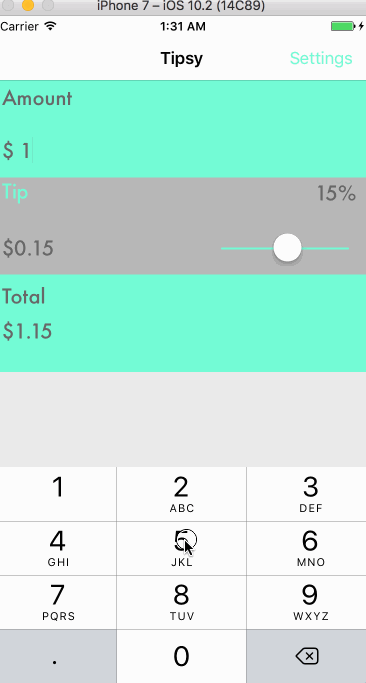 iPhone 7 – iOS 10.2 (14C89)
Carrier 1:31 AM
Tipsy Settings
Amount
$ 1
Tip 15%
$0.15
Total
$1.15
1 2 3
ABC DEF
4 5 6
GHI JKL MNO
7 8 9
PQRS TUV WXYZ
. 0